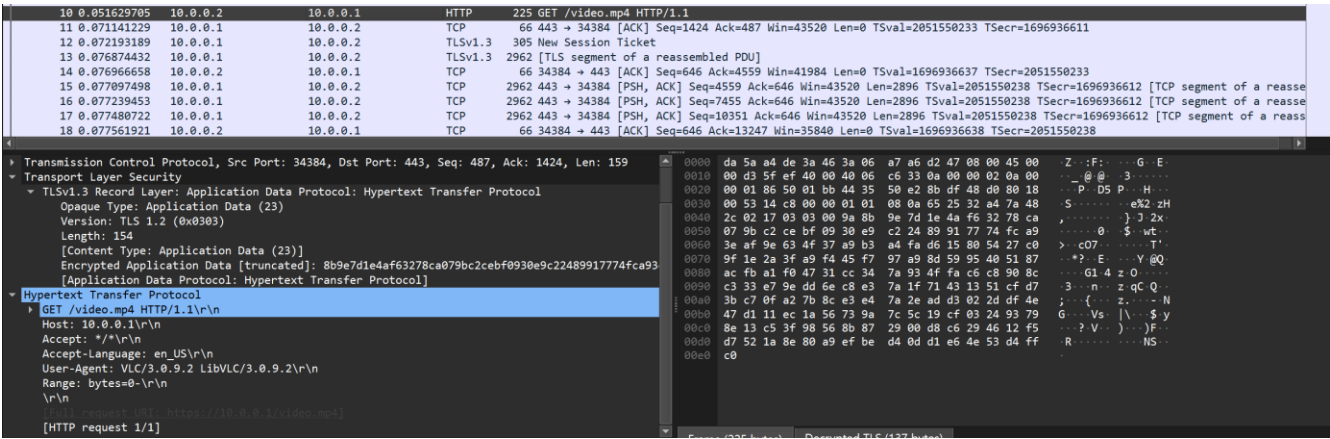 10 0.051629705 10.0.0.2 10.0.0.1 HTTP 225 GET /video.mp4 HTTP/1.1
11 0.071141229 10.0.0.1 10.0.0.2 TCP 66 443 → 34384 [ACK] Seq=1424 Ack=487 Win=43520 Len=0 TSval=2051550233 TSecr=1696936611
12 0.072193189 10.0.0.1 10.0.0.2 TLSv1.3 305 New Session Ticket
13 0.076874432 10.0.0.1 10.0.0.2 TLSv1.3 2962 [TLS segment of a reassembled PDU]
14 0.076966658 10.0.0.2 10.0.0.1 TCP 66 34384 → 443 [ACK] Seq=646 Ack=4559 Win=41984 Len=0 TSval=1696936637 TSecr=2051550233
15 0.077097498 10.0.0.1 10.0.0.2 TCP 2962 443 → 34384 [PSH, ACK] Seq=4559 Ack=646 Win=43520 Len=2896 TSval=2051550238 TSecr=1696936612 [TCP segment of a reasse
16 0.077239453 10.0.0.1 10.0.0.2 TCP 2962 443 → 34384 [PSH, ACK] Seq=7455 Ack=646 Win=43520 Len=2896 TSval=2051550238 TSecr=1696936612 [TCP segment of a reasse
17 0.077480722 10.0.0.1 10.0.0.2 TCP 2962 443 → 34384 [PSH, ACK] Seq=10351 Ack=646 Win=43520 Len=2896 TSval=2051550238 TSecr=1696936612 [TCP segment of a reass
18 0.077561921 10.0.0.2 10.0.0.1 TCP 66 34384 → 443 [ACK] Seq=646 Ack=13247 Win=35840 Len=0 TSval=1696936638 TSecr=2051550238
Transmission Control Protocol, Src Port: 34384, Dst Port: 443, Seq: 487, Ack: 1424, Len: 159
Transport Layer Security
TLSv1.3 Record Layer: Application Data Protocol: Hypertext Transfer Protocol
Opaque Type: Application Data (23)
Version: TLS 1.2 (0x0303)
Length: 154
[Content Type: Application Data (23)]
Encrypted Application Data [truncated]: 8b9e7d1e4af63278ca079bc2cebf0930e9c22489917774fca93
[Application Data Protocol: Hypertext Transfer Protocol]
Hypertext Transfer Protocol
GET /video.mp4 HTTP/1.1\r\n
Host: 10.0.0.1\r\n
Accept: */*\r\n
Accept-Language: en_US\r\n
User-Agent: VLC/3.0.9.2 LibVLC/3.0.9.2\r\n
Range: bytes=0-\r\n
\r\n
[Full request URI: https://10.0.0.1/video.mp4]
[HTTP request 1/1]
0000 da 5a a4 de 3a 46 3a 06 a7 a6 d2 47 08 00 45 00
0010 00 d3 5f ef 40 00 40 06 c6 33 0a 00 00 02 0a 00
0020 00 01 86 50 01 bb 44 35 50 e2 8b df 48 d0 80 18
0030 00 53 14 c8 00 00 01 01 08 0a 65 25 32 a4 7a 48
0040 2c 02 17 03 03 00 9a 8b 9e 7d 1e 4a f6 32 78 ca
0050 07 9b c2 ce bf 09 30 e9 c2 24 89 91 77 74 fc a9
0060 3e af 9e 63 4f 37 a9 b3 a4 fa d6 15 80 54 27 c0
0070 9f 1e 2a 3f a9 f4 45 f7 97 a9 8d 59 95 40 51 87
0080 ac fb a1 f0 47 31 cc 34 7a 93 4f fa c6 c8 90 8c
0090 c3 33 e7 9e dd 6e c8 e3 7a 1f 71 43 13 51 cf d7
00a0 3b c7 0f a2 7b 8c e3 e4 7a 2e ad d3 02 2d df 4e
00b0 47 d1 11 ec 1a 56 73 9a 7c 5c 19 cf 03 24 93 79
00c0 8e 13 c5 3f 98 56 8b 87 29 00 d8 c6 29 46 12 f5
00d0 d7 52 1a 8e 80 a9 ef be d4 0d d1 e6 4e 53 d4 ff
00e0 c0
Frame (225 bytes) Decrypted TLS (137 bytes)